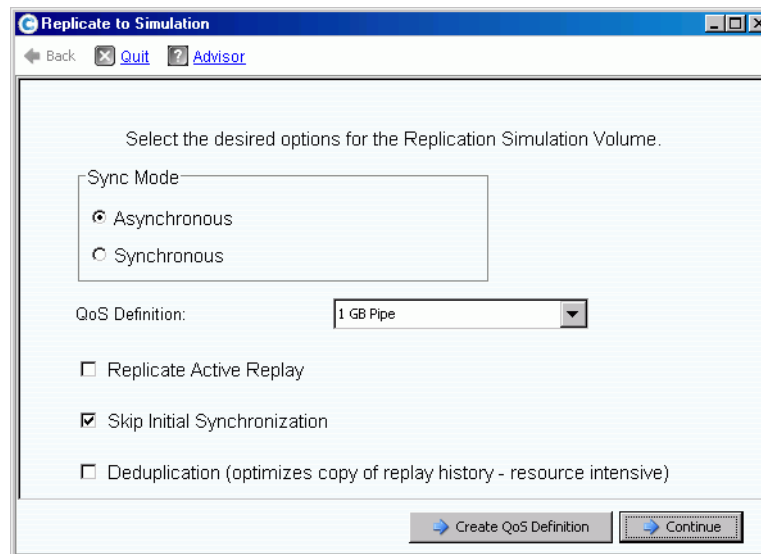 Replicate to Simulation
Back Quit ? Advisor
Select the desired options for the Replication Simulation Volume.
Sync Mode
Asynchronous
Synchronous
QoS Definition: 1 GB Pipe
Replicate Active Replay
Skip Initial Synchronization
Deduplication (optimizes copy of replay history - resource intensive)
Create QoS Definition Continue